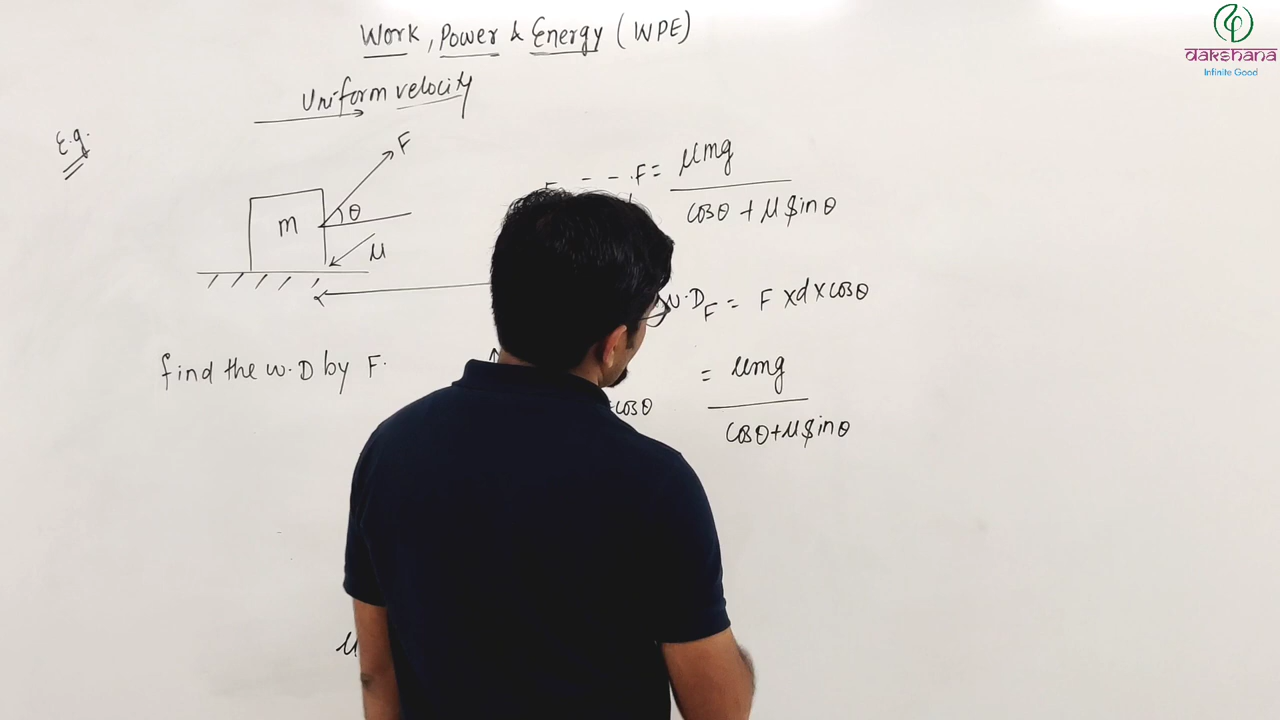 Work, Power & Energy (WPE)
Uniform velocity
E.g.
F
θ
m
μ
F = μmg / cosθ + μ sinθ
W.D_F = F × d × cosθ
find the W.D by F.
cosθ
= μmg / cosθ + μ sinθ
μ
dakshana
Infinite Good